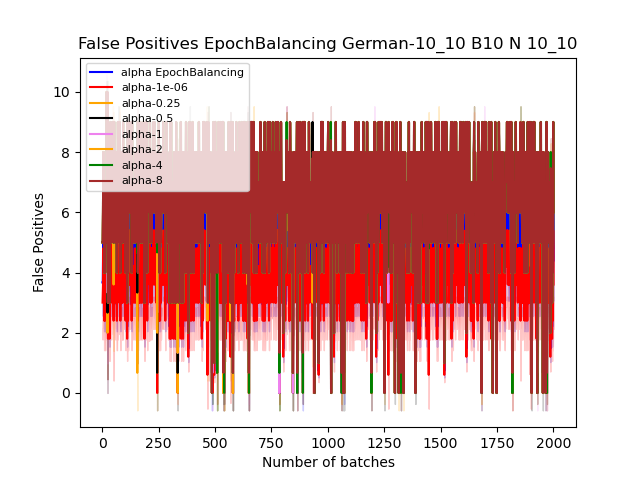 False Positives EpochBalancing German-10_10 B10 N 10_10
alpha EpochBalancing
alpha-1e-06
alpha-0.25
alpha-0.5
alpha-1
alpha-2
alpha-4
alpha-8
False Positives
10
8
6
4
2
0
0
250
500
750
1000
1250
1500
1750
2000
Number of batches